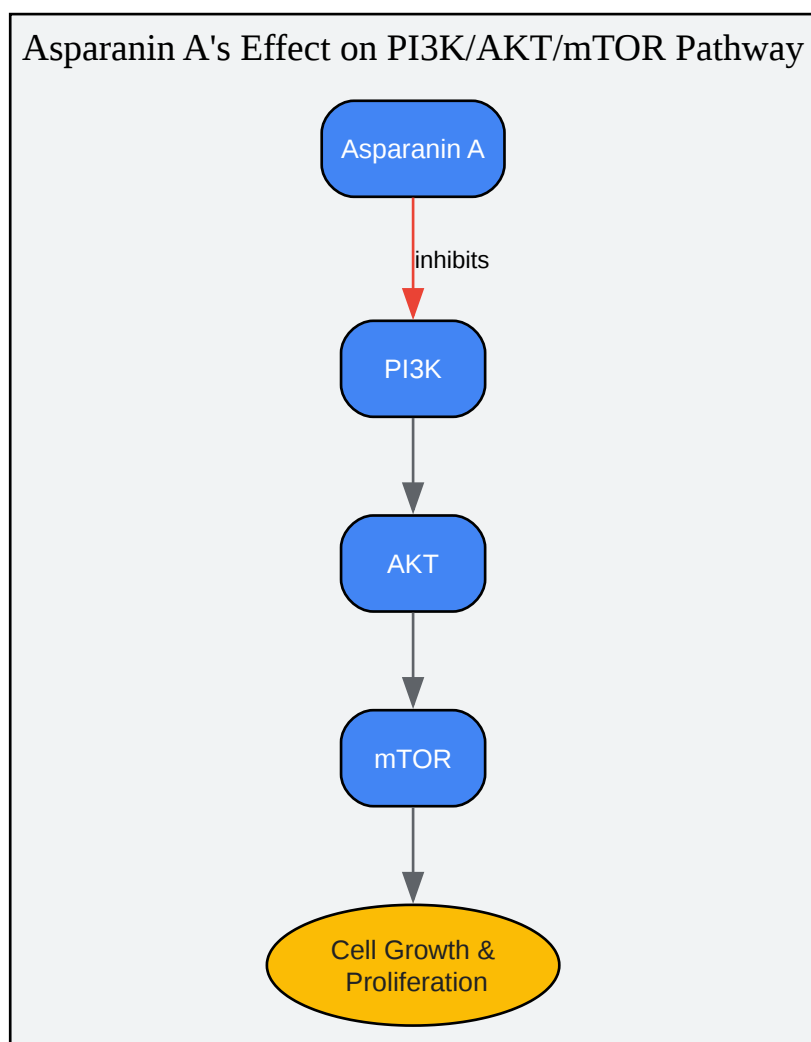 Asparanin A's Effect on PI3K/AKT/mTOR Pathway
Asparanin A
inhibits
PI3K
AKT
mTOR
Cell Growth &
Proliferation